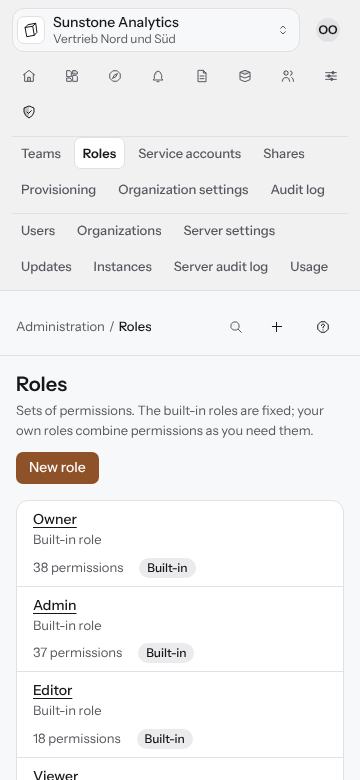 Sunstone Analytics
Vertrieb Nord und Süd
OO
Teams Roles Service accounts Shares
Provisioning Organization settings Audit log
Users Organizations Server settings
Updates Instances Server audit log Usage
Administration / Roles
Roles
Sets of permissions. The built-in roles are fixed; your
own roles combine permissions as you need them.
New role
Owner
Built-in role
38 permissions Built-in
Admin
Built-in role
37 permissions Built-in
Editor
Built-in role
18 permissions Built-in
Viewer